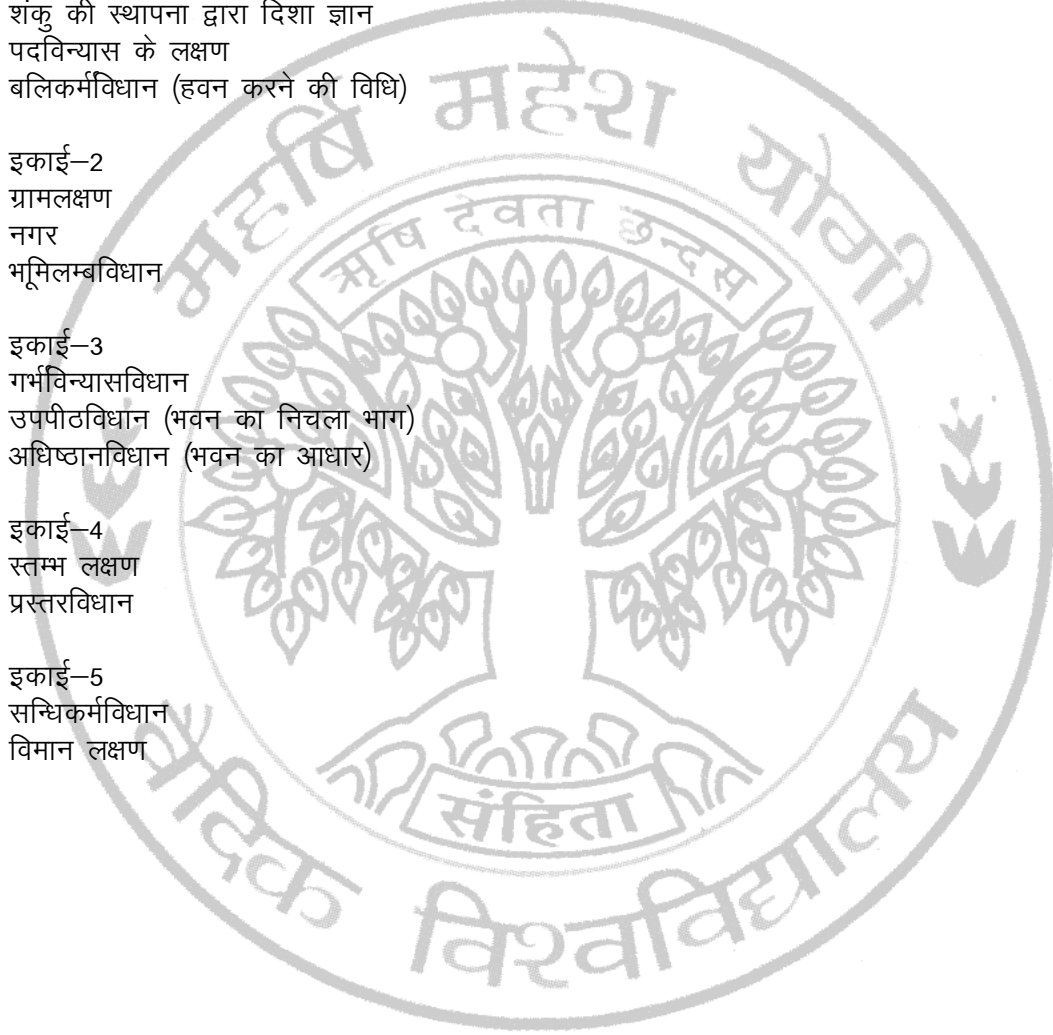 शंकु की स्थापना द्वारा दिशा ज्ञान
पदविन्यास के लक्षण
बलिकर्मविधान (हवन करने की विधि)
इकाई–2
ग्रामलक्षण
नगर
भूमिलम्बविधान
इकाई–3
गर्भविन्यासविधान
उपपीठविधान (भवन का निचला भाग)
अधिष्ठानविधान (भवन का आधार)
इकाई–4
स्तम्भ लक्षण
प्रस्तरविधान
इकाई–5
सन्धिकर्मविधान
विमान लक्षण
महर्षि महेश योगी
ऋषि देवता छन्दस
संहिता
वैदिक विश्वविद्यालय